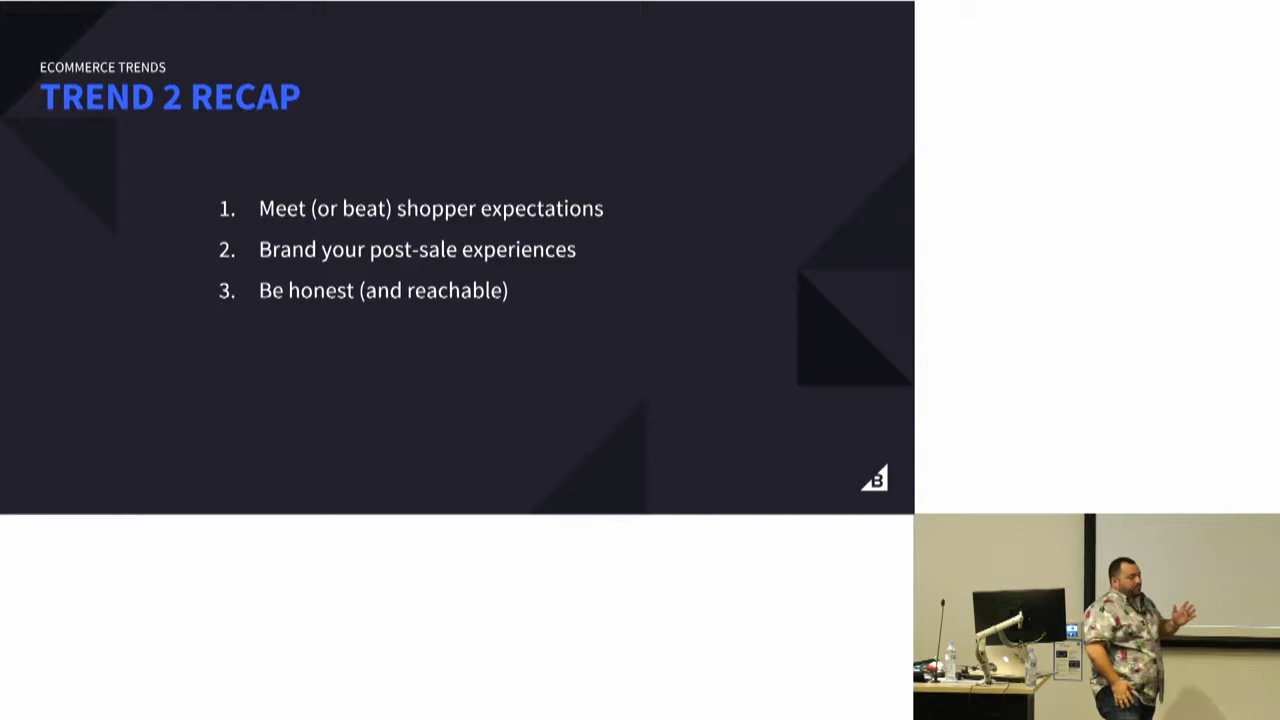 ECOMMERCE TRENDS
TREND 2 RECAP
1. Meet (or beat) shopper expectations
2. Brand your post-sale experiences
3. Be honest (and reachable)
B